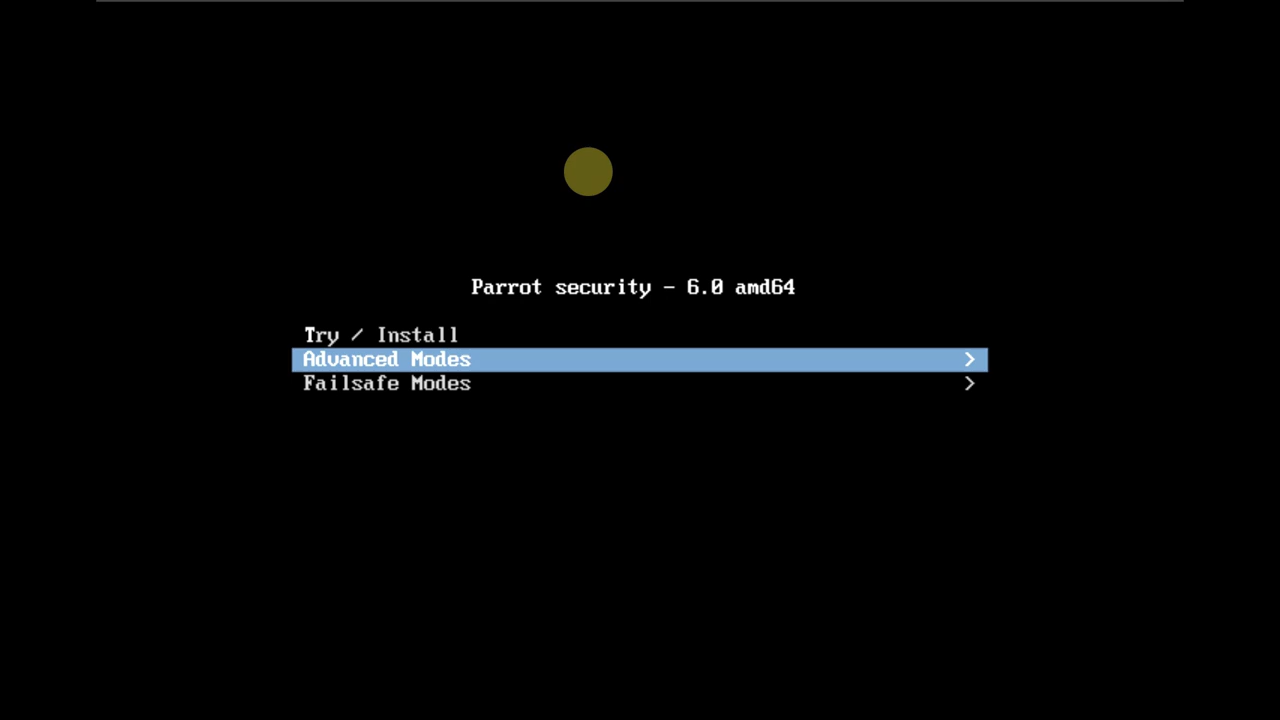 Parrot security - 6.0 amd64
Try / Install
Advanced Modes >
Failsafe Modes >